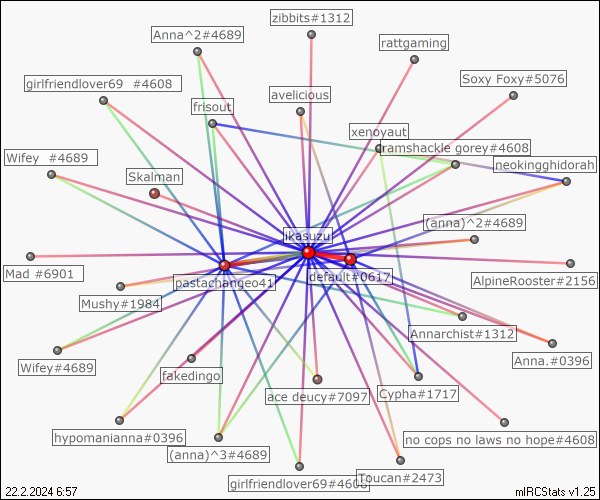 zibbits#1312
Anna^2#4689
rattgaming
girlfriendlover69 #4608
Soxy Foxy#5076
avelicious
frisout
xenoyaut
ramshackle gorey#4608
Wifey #4689
neokingghidorah
Skalman
(anna)^2#4689
ikasuzu
Mad #6901
pastachangeo41
default#0617
AlpineRooster#2156
Mushy#1984
Annarchist#1312
Anna.#0396
Wifey#4689
fakedingo
ace deucy#7097
Cypha#1717
hypomanianna#0396
no cops no laws no hope#4608
(anna)^3#4689
Toucan#2473
girlfriendlover69#4608
22.2.2024 6:57
mIRCStats v1.25